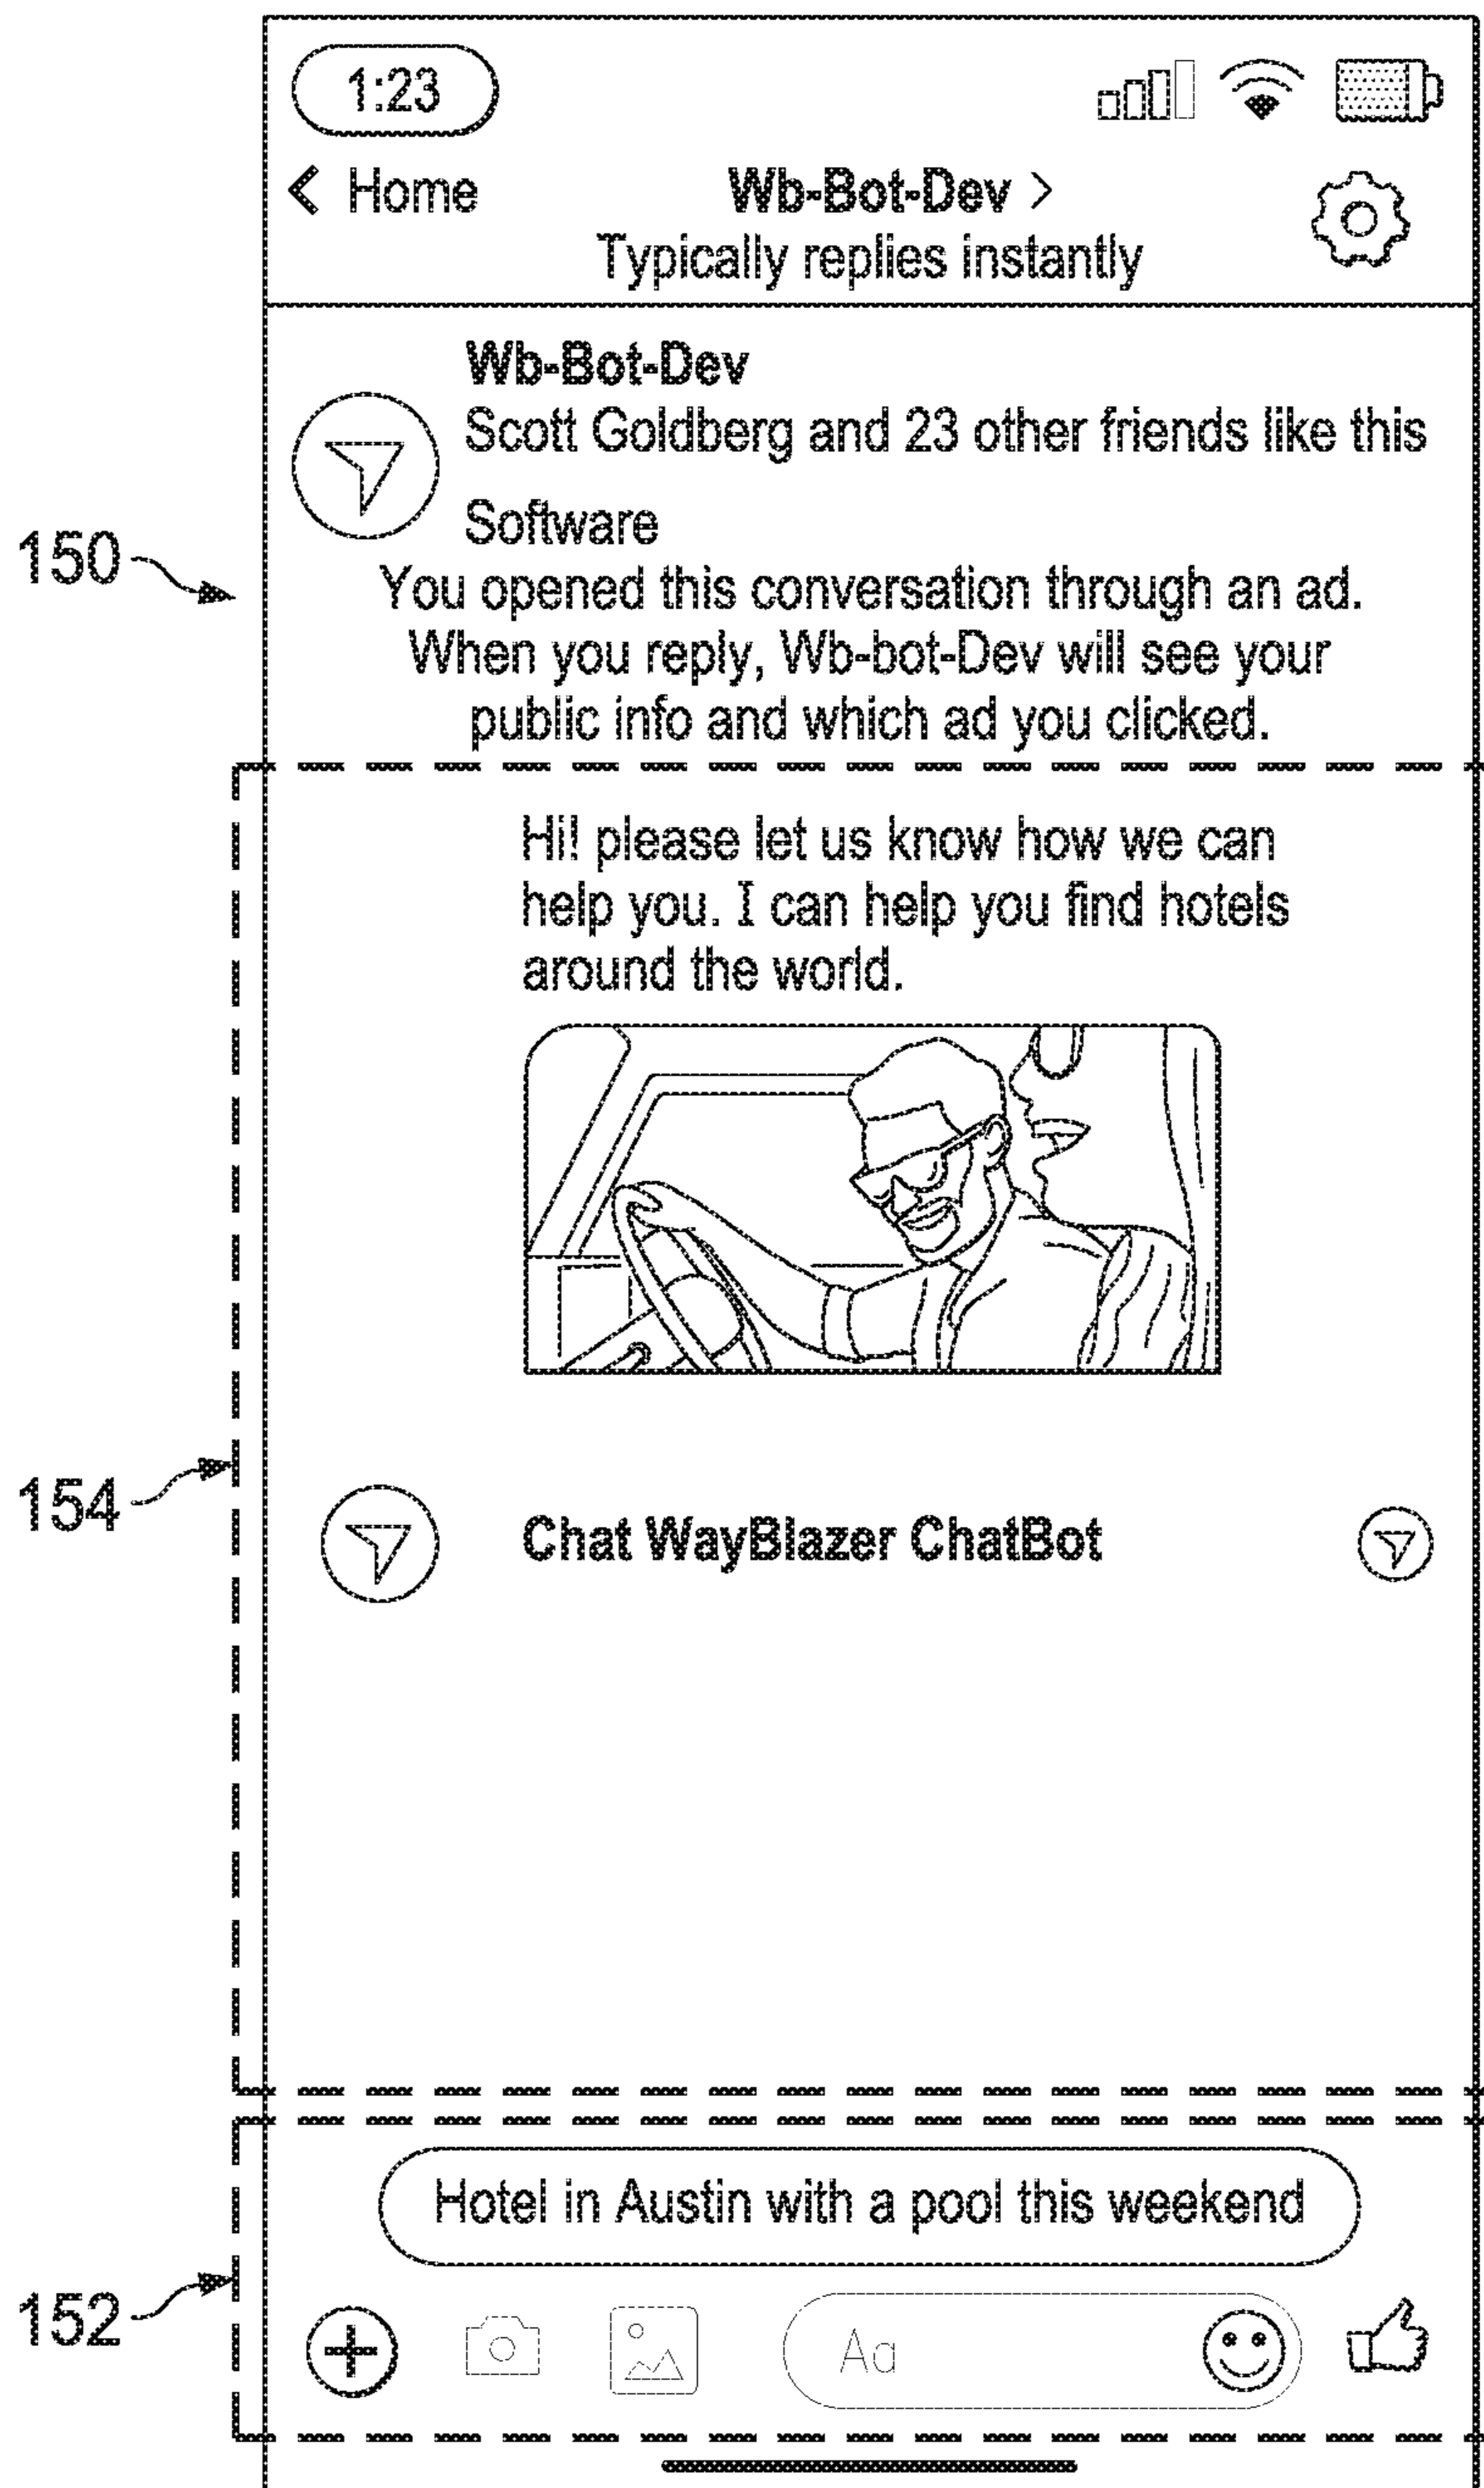 1:23
< Home
Wb-Bot-Dev >
Typically replies instantly
Wb-Bot-Dev
Scott Goldberg and 23 other friends like this
Software
150
You opened this conversation through an ad.
When you reply, Wb-bot-Dev will see your
public info and which ad you clicked.
Hi! please let us know how we can
help you. I can help you find hotels
around the world.
154
Chat WayBlazer ChatBot
Hotel in Austin with a pool this weekend
152
Aa